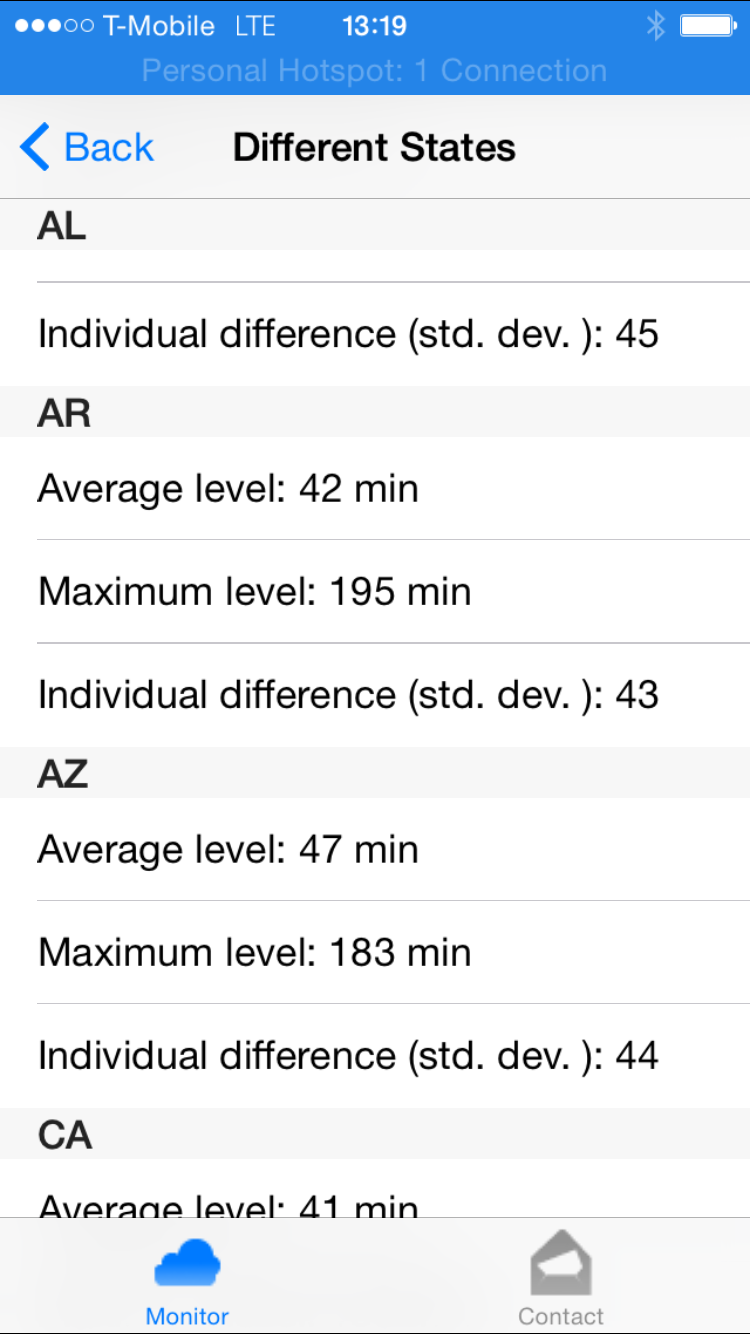 T-Mobile LTE 13:19
Personal Hotspot: 1 Connection
Back Different States
AL
Individual difference (std. dev. ): 45
AR
Average level: 42 min
Maximum level: 195 min
Individual difference (std. dev. ): 43
AZ
Average level: 47 min
Maximum level: 183 min
Individual difference (std. dev. ): 44
CA
Average level: 41 min
Monitor Contact